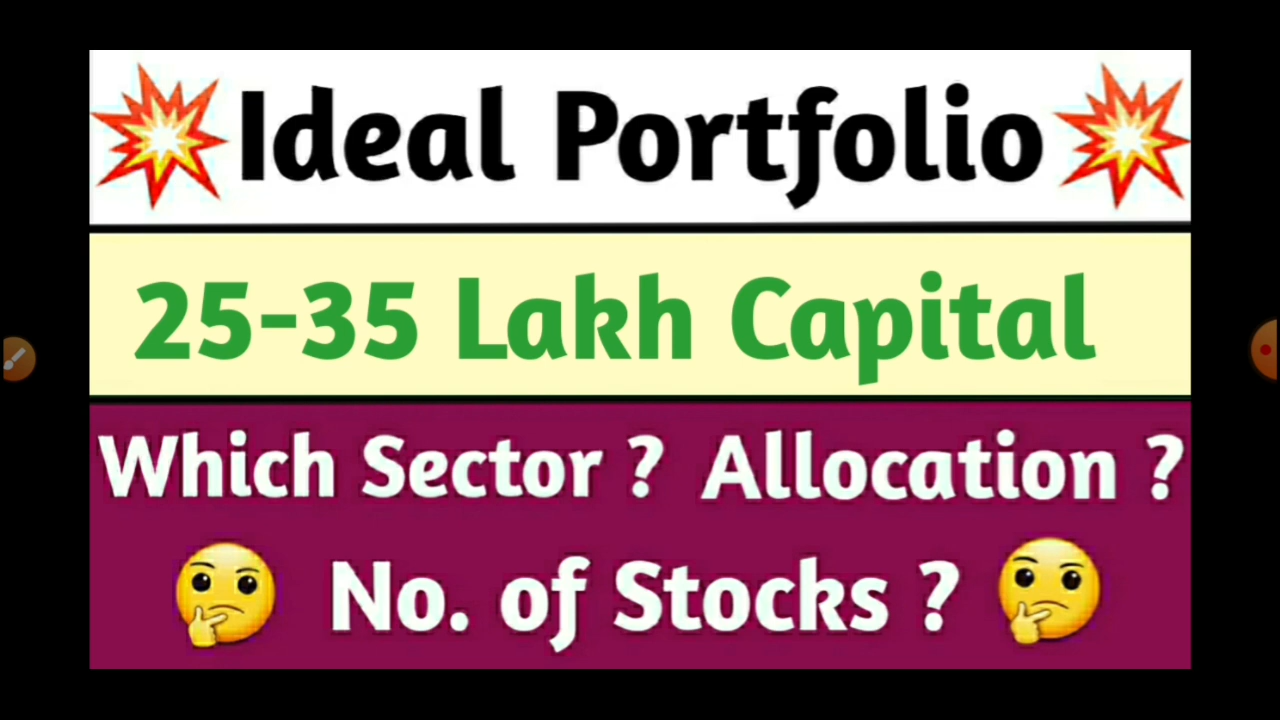 Ideal Portfolio
25-35 Lakh Capital
Which Sector ? Allocation ?
No. of Stocks ?